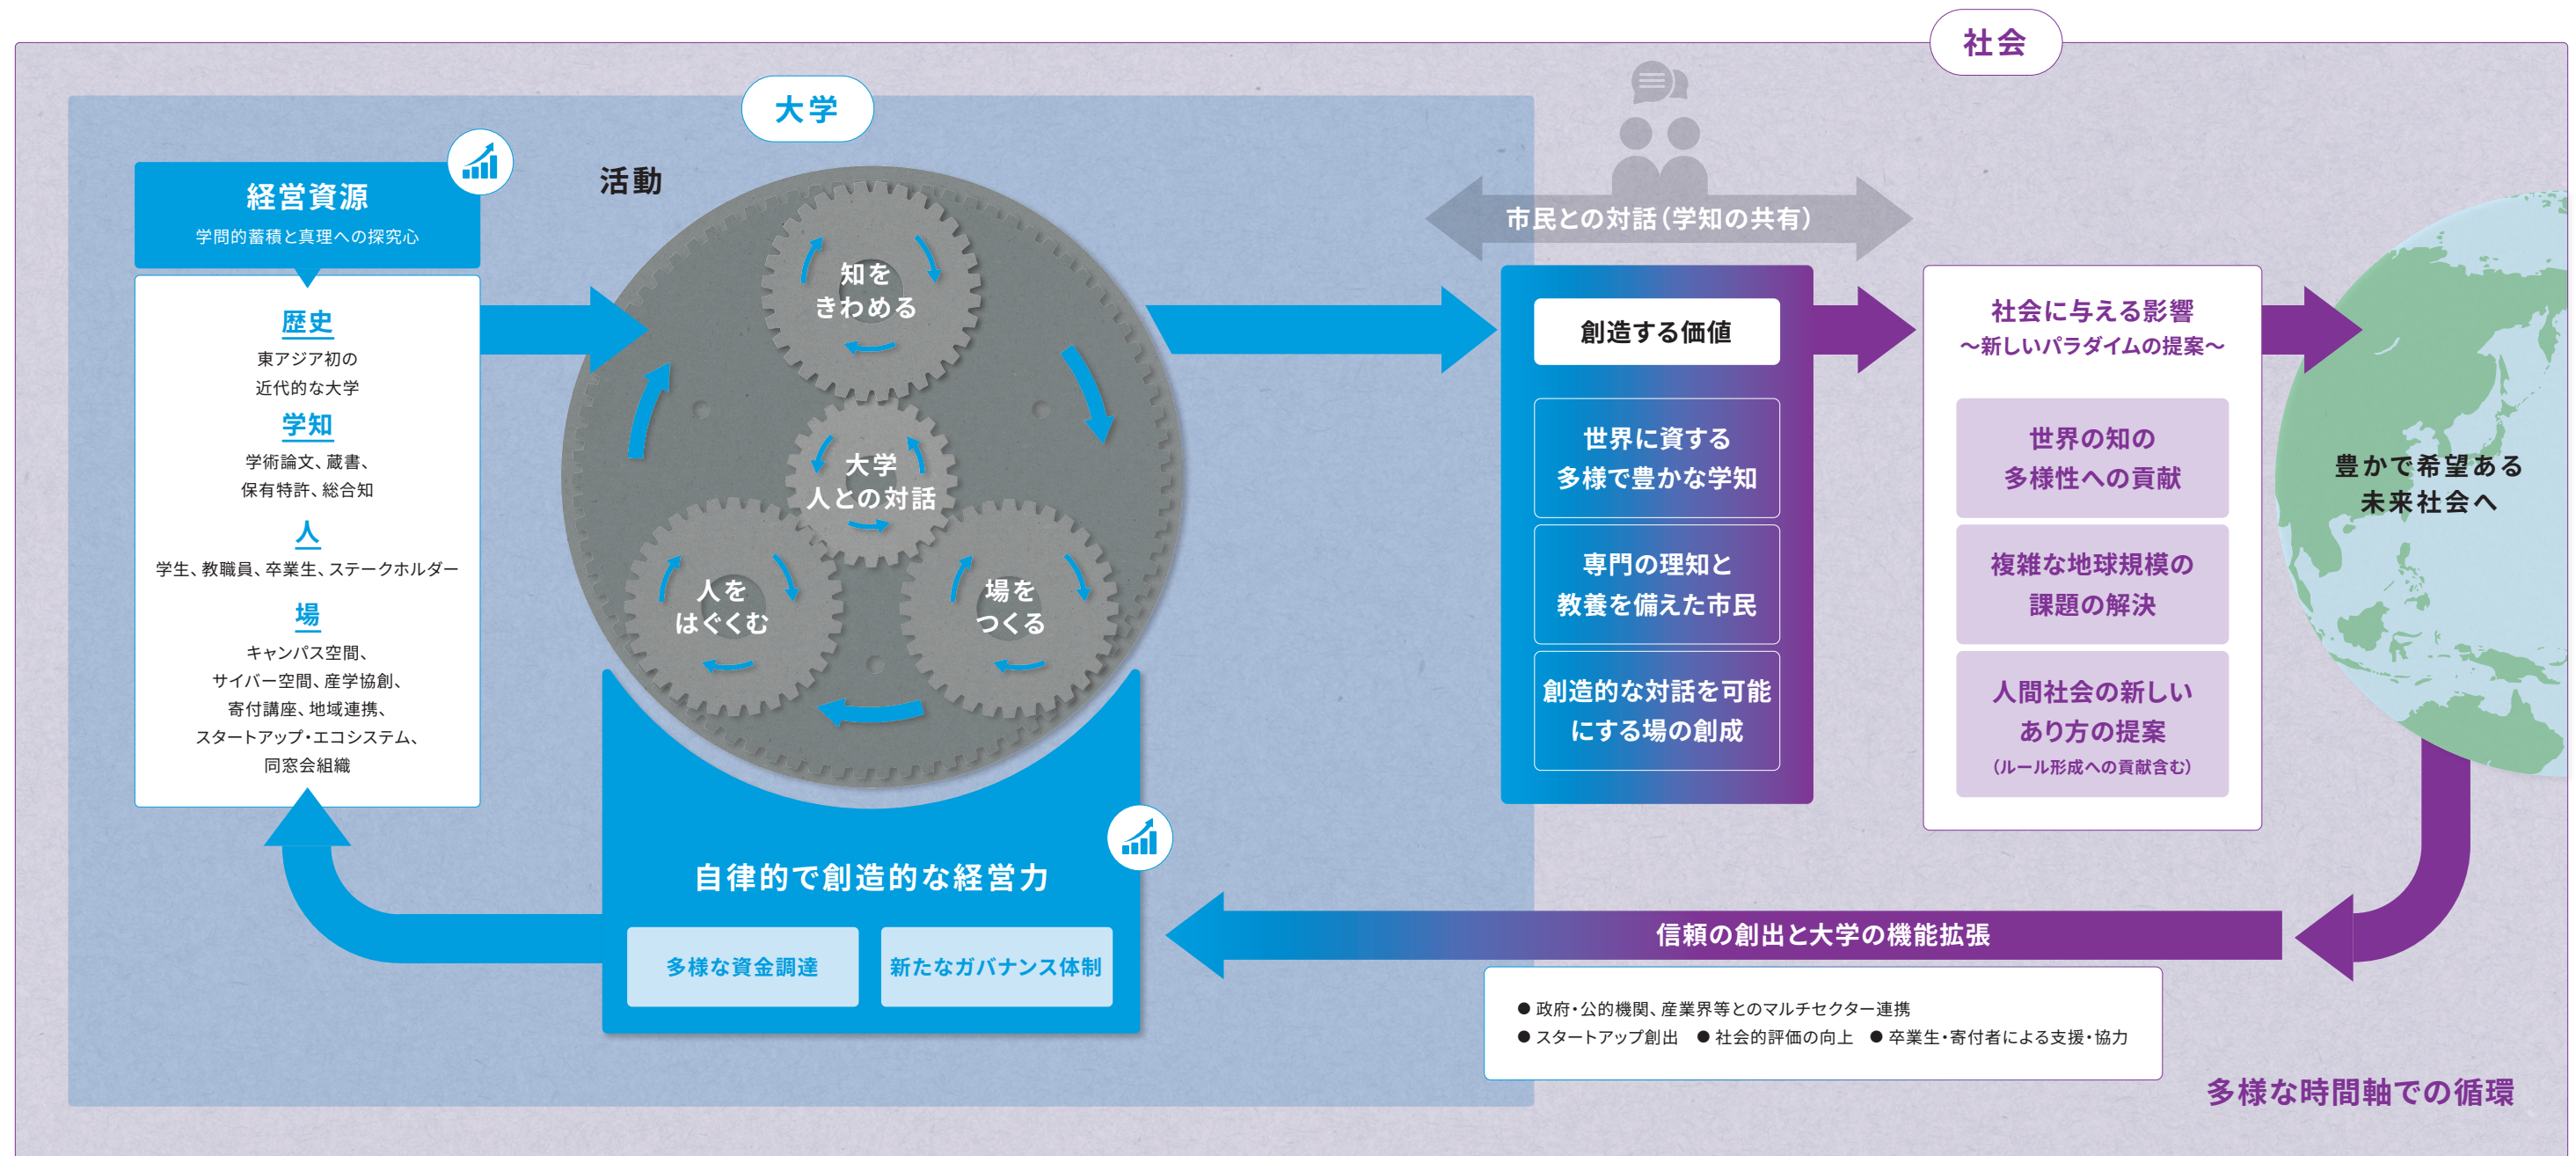 社会
大学
経営資源
学問的蓄積と真理への探究心
歴史
東アジア初の
近代的な大学
学知
学術論文、蔵書、
保有特許、総合知
人
学生、教職員、卒業生、ステークホルダー
場
キャンパス空間、
サイバー空間、産学協創、
寄付講座、地域連携、
スタートアップ・エコシステム、
同窓会組織
活動
知を
きわめる
大学
人との対話
人を
はぐくむ
場を
つくる
自律的で創造的な経営力
多様な資金調達
新たなガバナンス体制
市民との対話（学知の共有）
創造する価値
世界に資する
多様で豊かな学知
専門の理知と
教養を備えた市民
創造的な対話を可能
にする場の創成
社会に与える影響
～新しいパラダイムの提案～
世界の知の
多様性への貢献
複雑な地球規模の
課題の解決
人間社会の新しい
あり方の提案
（ルール形成への貢献含む）
豊かで希望ある
未来社会へ
信頼の創出と大学の機能拡張
● 政府・公的機関、産業界等とのマルチセクター連携
● スタートアップ創出 ● 社会的評価の向上 ● 卒業生・寄付者による支援・協力
多様な時間軸での循環